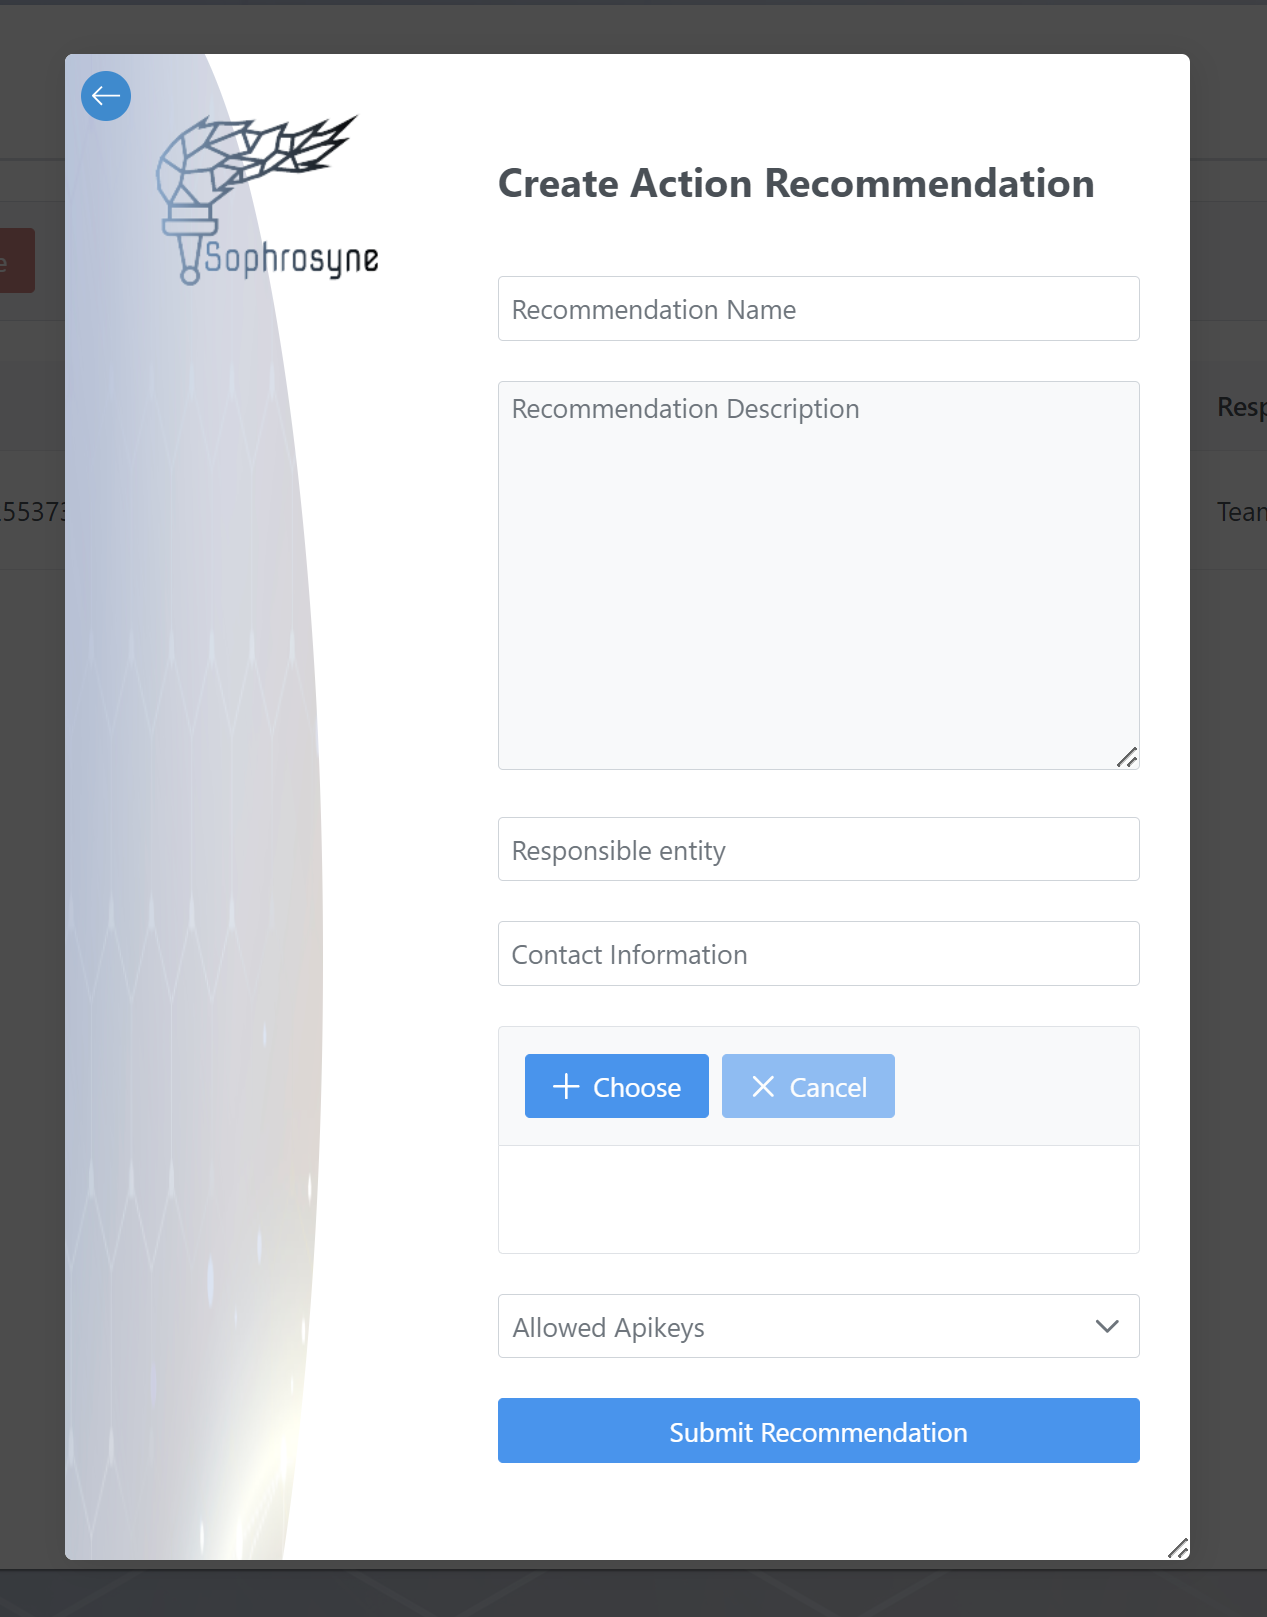 Sophrosyne
Create Action Recommendation
Recommendation Name
Recommendation Description
Responsible entity
Contact Information
Choose
Cancel
Allowed Apikeys
Submit Recommendation
e
Resp
55373
Team